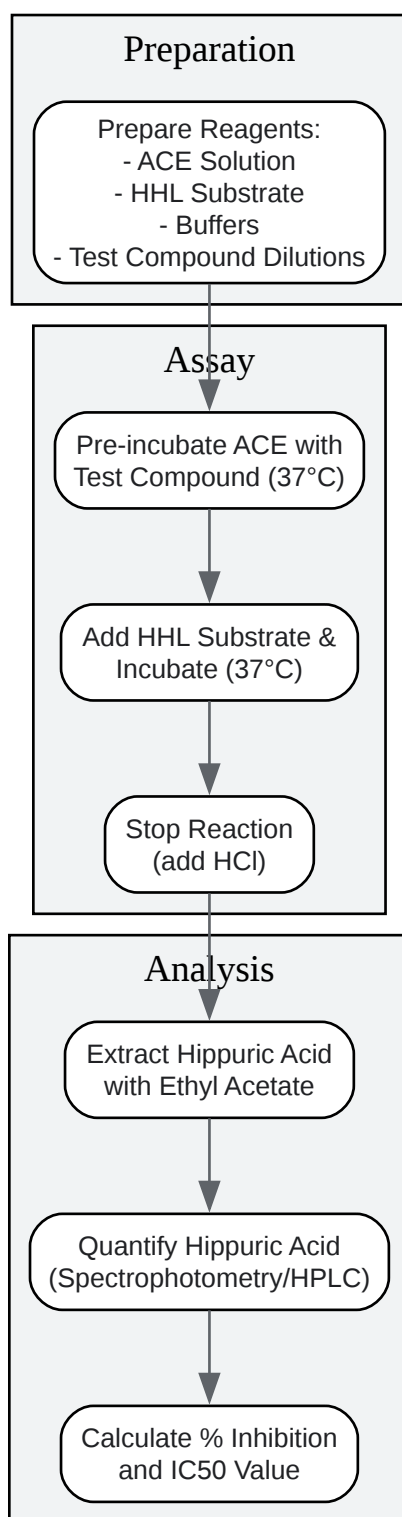 Preparation
Prepare Reagents:
- ACE Solution
- HHL Substrate
- Buffers
- Test Compound Dilutions
Assay
Pre-incubate ACE with
Test Compound (37°C)
Add HHL Substrate &
Incubate (37°C)
Stop Reaction
(add HCl)
Analysis
Extract Hippuric Acid
with Ethyl Acetate
Quantify Hippuric Acid
(Spectrophotometry/HPLC)
Calculate % Inhibition
and IC50 Value